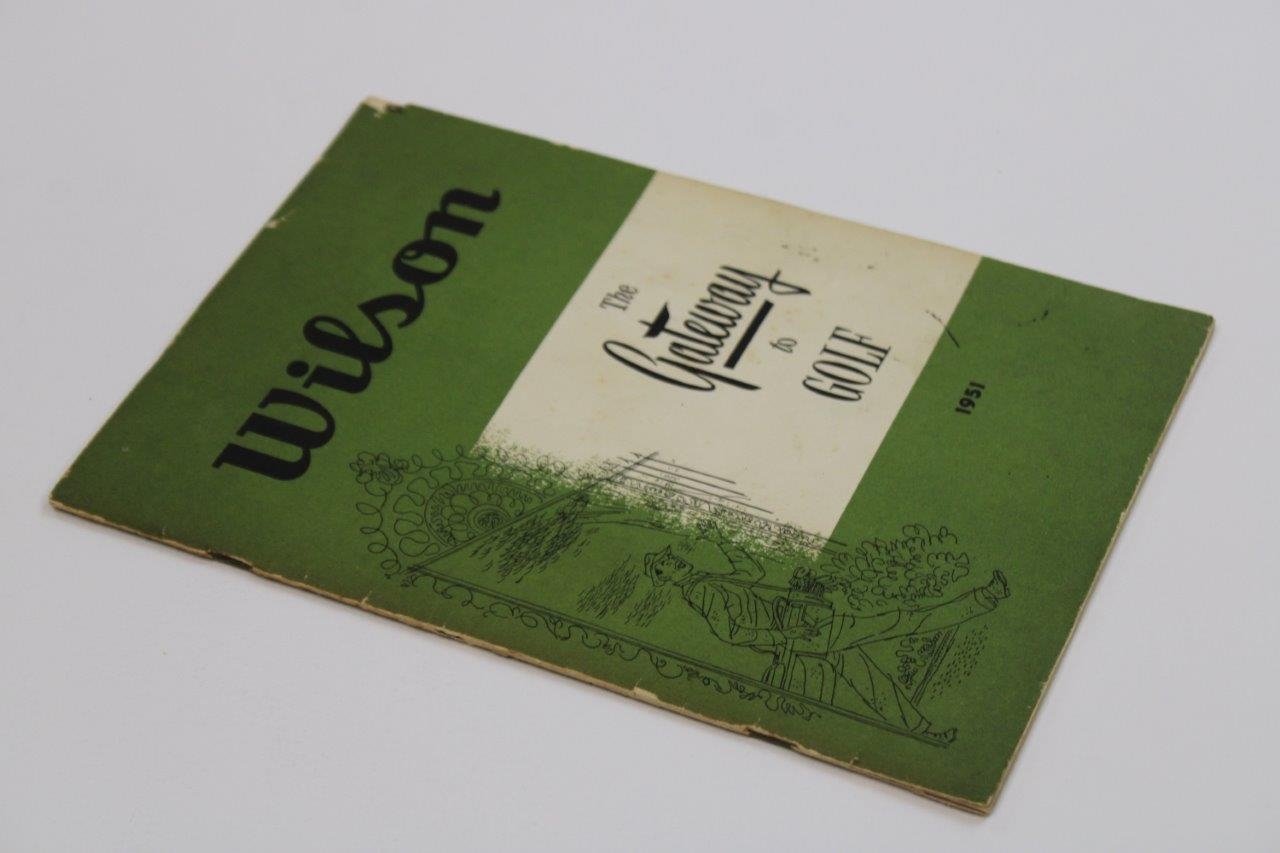 Wilson
The
Gateway
to
GOLF
1951